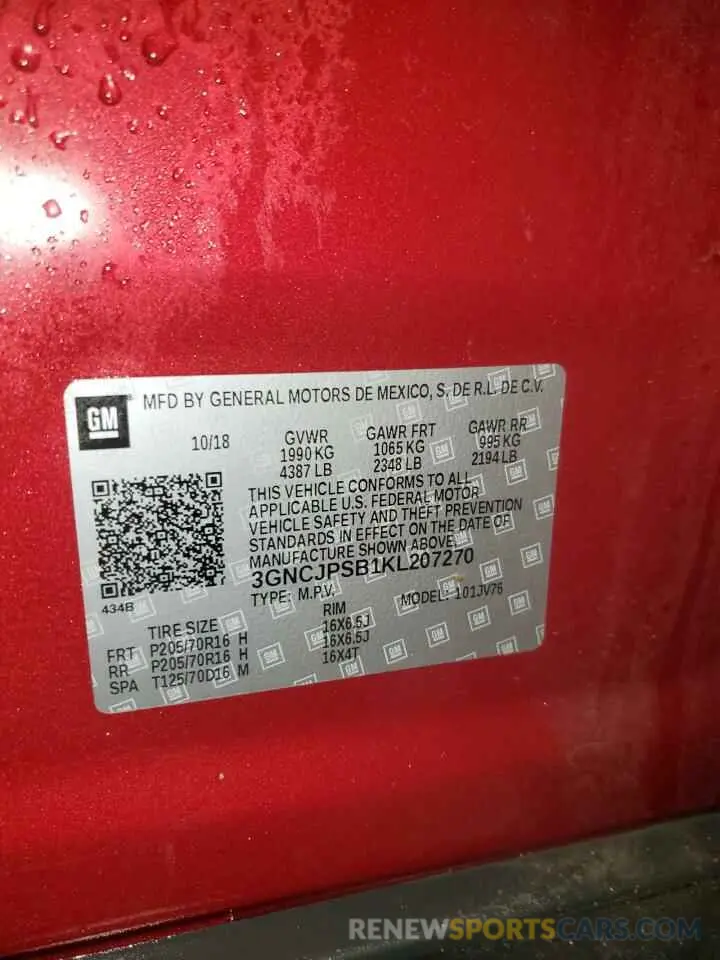 GM MFD BY GENERAL MOTORS DE MEXICO, S. DE R.L. DE C.V.
10/18 GVWR GAWR FRT GAWR RR
1990 KG 1065 KG 995 KG
4387 LB 2348 LB 2194 LB
THIS VEHICLE CONFORMS TO ALL
APPLICABLE U.S. FEDERAL MOTOR
VEHICLE SAFETY AND THEFT PREVENTION
STANDARDS IN EFFECT ON THE DATE OF
MANUFACTURE SHOWN ABOVE.
3GNCJPSB1KL207270
434B TYPE: M.P.V. MODEL: 101JV76
TIRE SIZE RIM
FRT P205/70R16 H 16X6.5J
RR P205/70R16 H 16X6.5J
SPA T125/70D16 M 16X4T
RENEWSPORTSCARS.COM